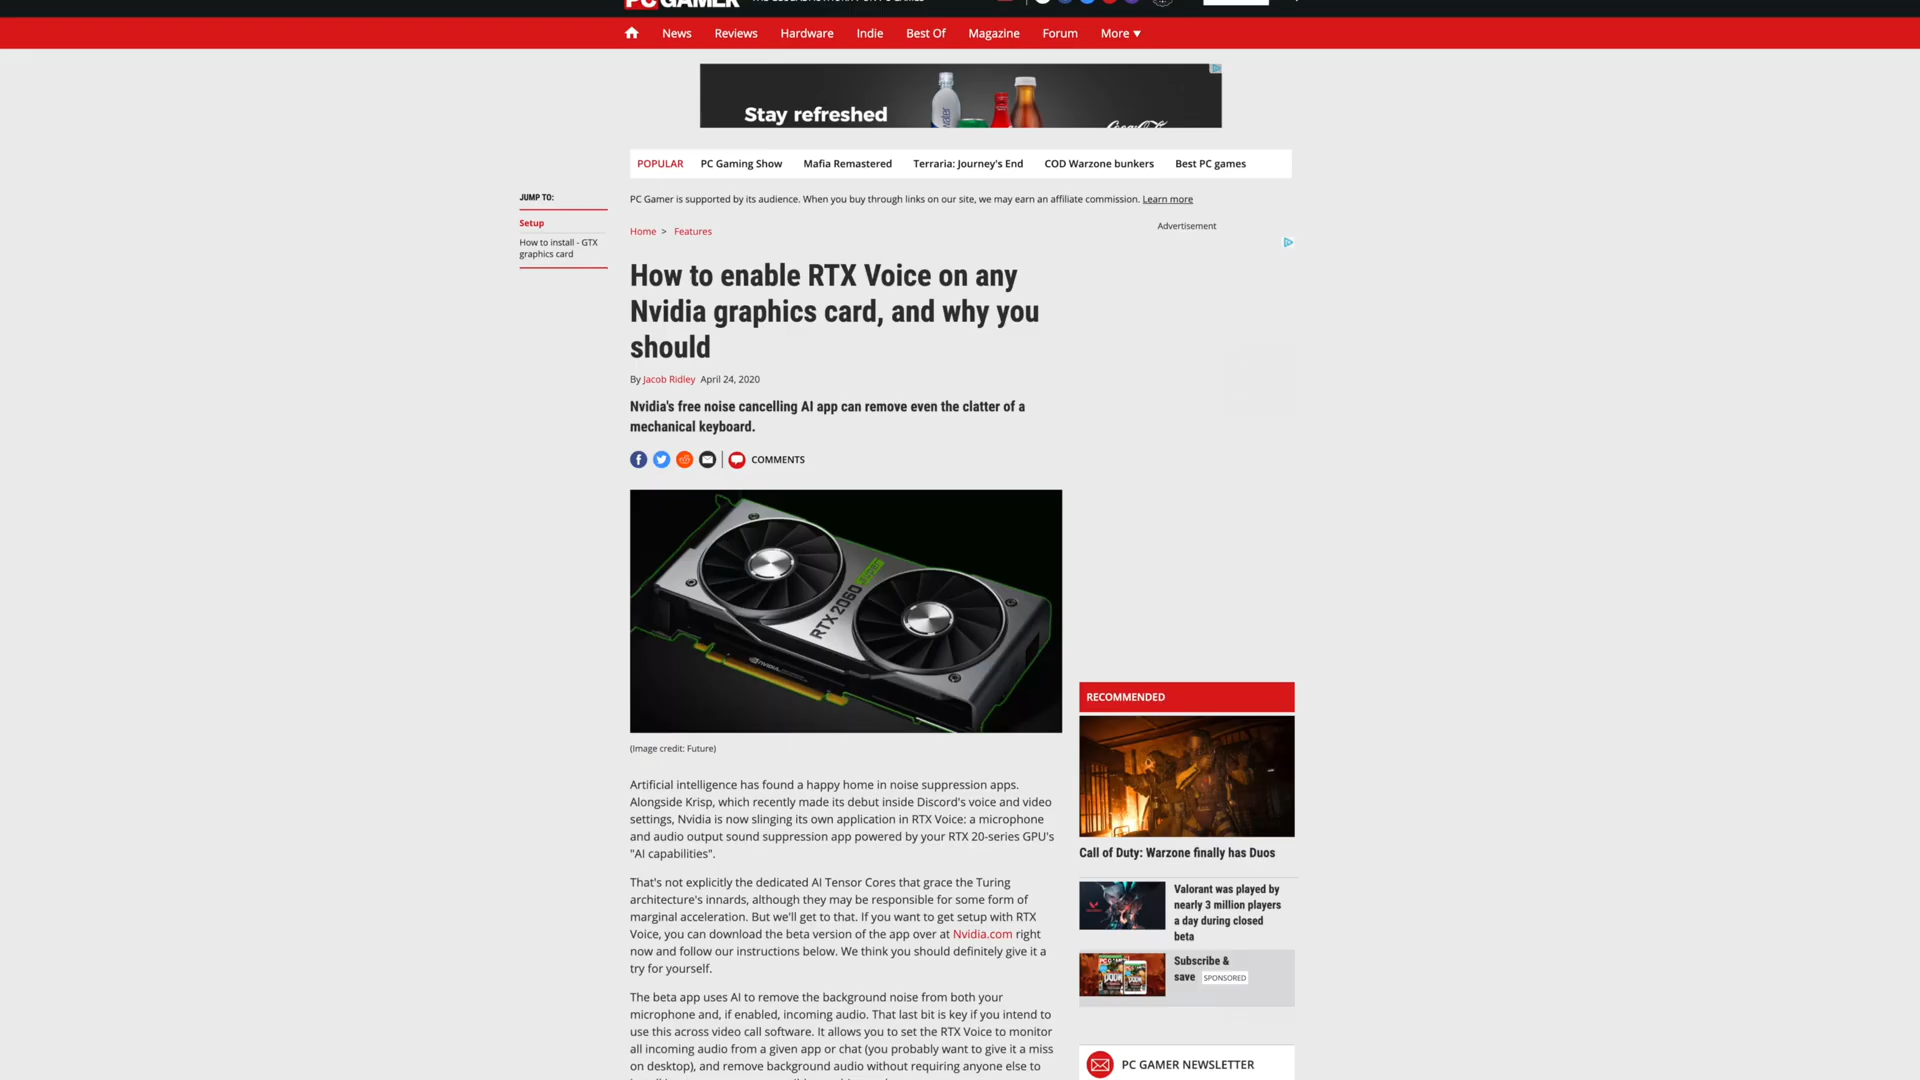 PC GAMER
News Reviews Hardware Indie Best Of Magazine Forum More
Stay refreshed
POPULAR PC Gaming Show Mafia Remastered Terraria: Journey's End COD Warzone bunkers Best PC games
JUMP TO:
Setup
How to install - GTX
graphics card
PC Gamer is supported by its audience. When you buy through links on our site, we may earn an affiliate commission. Learn more
Advertisement
Home > Features
How to enable RTX Voice on any
Nvidia graphics card, and why you
should
By Jacob Ridley April 24, 2020
Nvidia's free noise cancelling AI app can remove even the clatter of a
mechanical keyboard.
COMMENTS
RTX 2060 SUPER
NVIDIA
(Image credit: Future)
Artificial intelligence has found a happy home in noise suppression apps.
Alongside Krisp, which recently made its debut inside Discord's voice and video
settings, Nvidia is now slinging its own application in RTX Voice: a microphone
and audio output sound suppression app powered by your RTX 20-series GPU's
"AI capabilities".
That's not explicitly the dedicated AI Tensor Cores that grace the Turing
architecture's innards, although they may be responsible for some form of
marginal acceleration. But we'll get to that. If you want to get setup with RTX
Voice, you can download the beta version of the app over at Nvidia.com right
now and follow our instructions below. We think you should definitely give it a
try for yourself.
The beta app uses AI to remove the background noise from both your
microphone and, if enabled, incoming audio. That last bit is key if you intend to
use this across video call software. It allows you to set the RTX Voice to monitor
all incoming audio from a given app or chat (you probably want to give it a miss
on desktop), and remove background audio without requiring anyone else to
RECOMMENDED
Call of Duty: Warzone finally has Duos
Valorant was played by
nearly 3 million players
a day during closed
beta
Subscribe &
save SPONSORED
PC GAMER NEWSLETTER